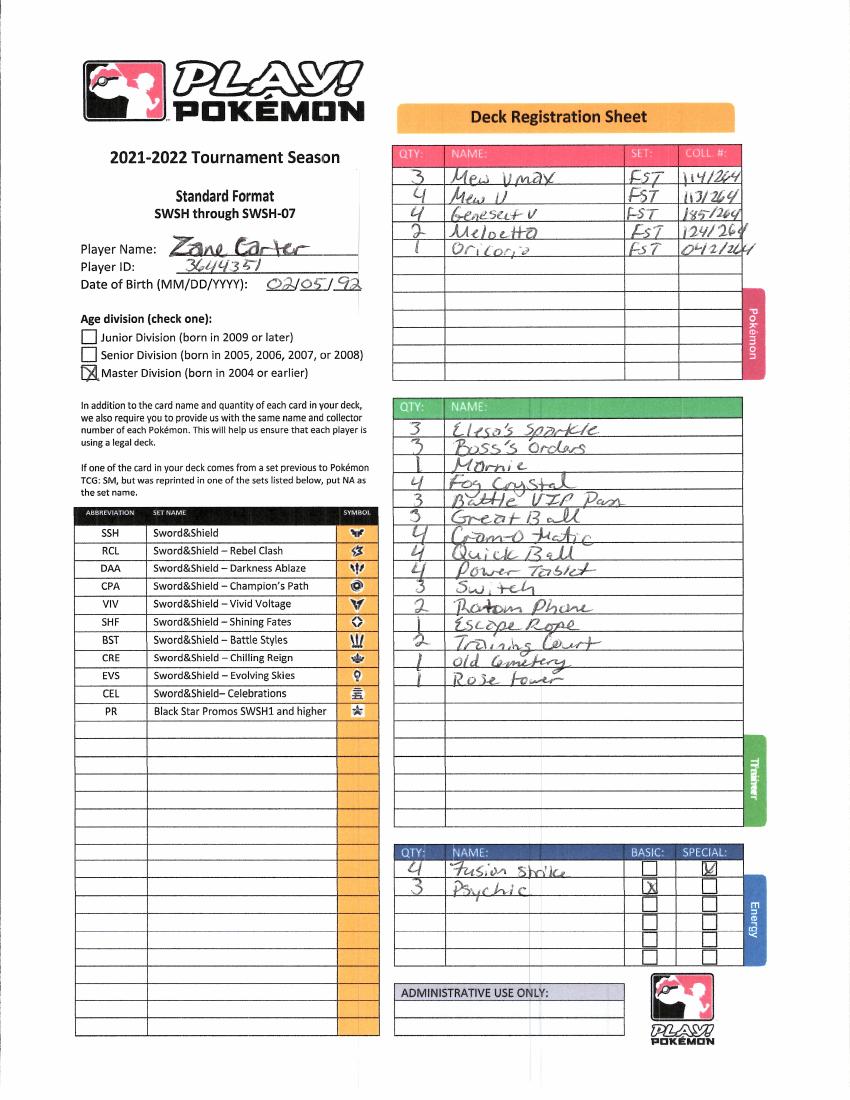 PLAY!
POKÉMON
Deck Registration Sheet
2021-2022 Tournament Season
Standard Format
SWSH through SWSH-07
Player Name: Zane Carter
Player ID: 3644351
Date of Birth (MM/DD/YYYY): 02/05/92
Age division (check one):
Junior Division (born in 2009 or later)
Senior Division (born in 2005, 2006, 2007, or 2008)
X Master Division (born in 2004 or earlier)
In addition to the card name and quantity of each card in your deck,
we also require you to provide us with the same name and collector
number of each Pokémon. This will help us ensure that each player is
using a legal deck.
If one of the card in your deck comes from a set previous to Pokémon
TCG: SM, but was reprinted in one of the sets listed below, put NA as
the set name.
ABBREVIATION SET NAME SYMBOL
SSH Sword&Shield
RCL Sword&Shield – Rebel Clash
DAA Sword&Shield – Darkness Ablaze
CPA Sword&Shield – Champion's Path
VIV Sword&Shield – Vivid Voltage
SHF Sword&Shield – Shining Fates
BST Sword&Shield – Battle Styles
CRE Sword&Shield – Chilling Reign
EVS Sword&Shield – Evolving Skies
CEL Sword&Shield– Celebrations
PR Black Star Promos SWSH1 and higher
QTY: NAME: SET: COLL. #:
3 Mew Vmax FST 114/264
4 Mew V FST 113/264
4 Genesect V FST 185/264
2 Meloetta FST 124/264
1 Oricorio FST 042/264
Pokémon
QTY: NAME:
3 Elesa's Sparkle
3 Boss's Orders
1 Marnie
4 Fog Crystal
3 Battle VIP Pass
3 Great Ball
4 Cram-O-Matic
4 Quick Ball
4 Power Tablet
3 Switch
2 Rotom Phone
1 Escape Rope
2 Training Court
1 Old Cemetery
1 Rose tower
Trainer
QTY: NAME: BASIC: SPECIAL:
4 Fusion Strike X
3 Psychic X
Energy
ADMINISTRATIVE USE ONLY:
PLAY!
POKÉMON